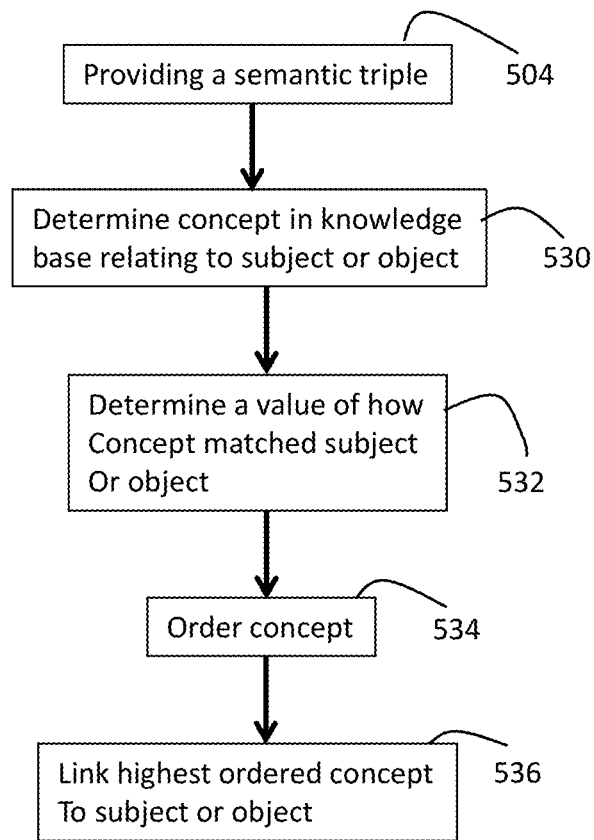 Providing a semantic triple
504
Determine concept in knowledge
base relating to subject or object
530
Determine a value of how
Concept matched subject
Or object
532
Order concept
534
Link highest ordered concept
To subject or object
536